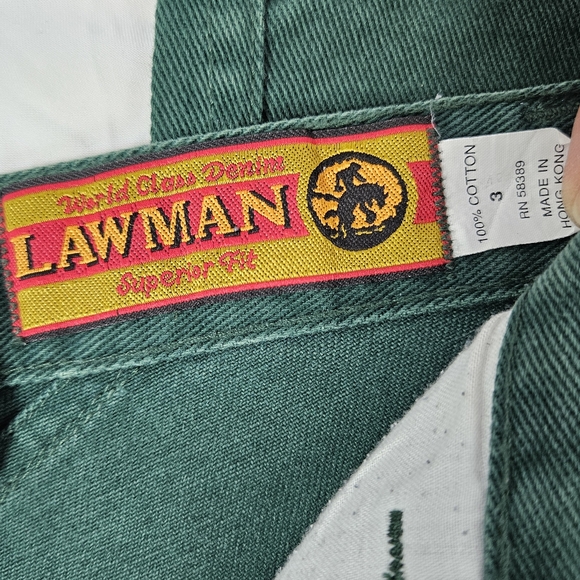 World Class Denim
LAWMAN
Superior Fit
100% COTTON
3
RN 58389
MADE IN
HONG KONG